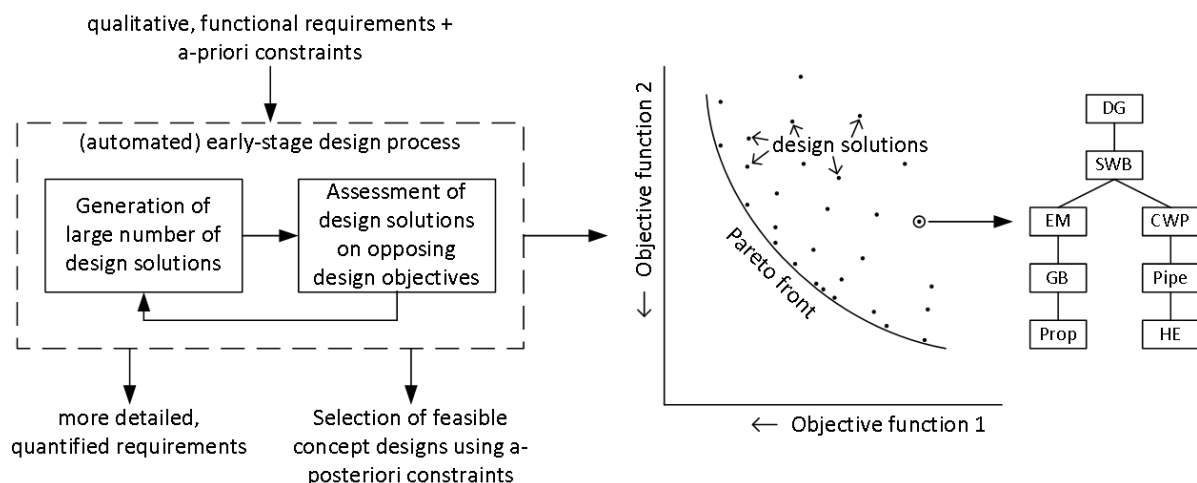 qualitative, functional requirements +
a-priori constraints
(automated) early-stage design process
Generation of
large number of
design solutions
Assessment of
design solutions
on opposing
design objectives
more detailed,
quantified requirements
Selection of feasible
concept designs using a-
posteriori constraints
← Objective function 2
design solutions
Pareto front
← Objective function 1
DG
SWB
EM
CWP
GB
Pipe
Prop
HE